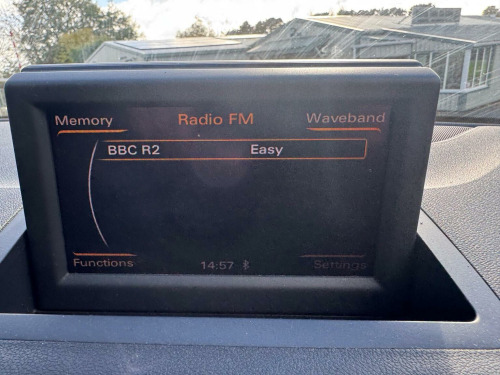 Memory Radio FM Waveband
BBC R2 Easy
Functions 14:57 Settings